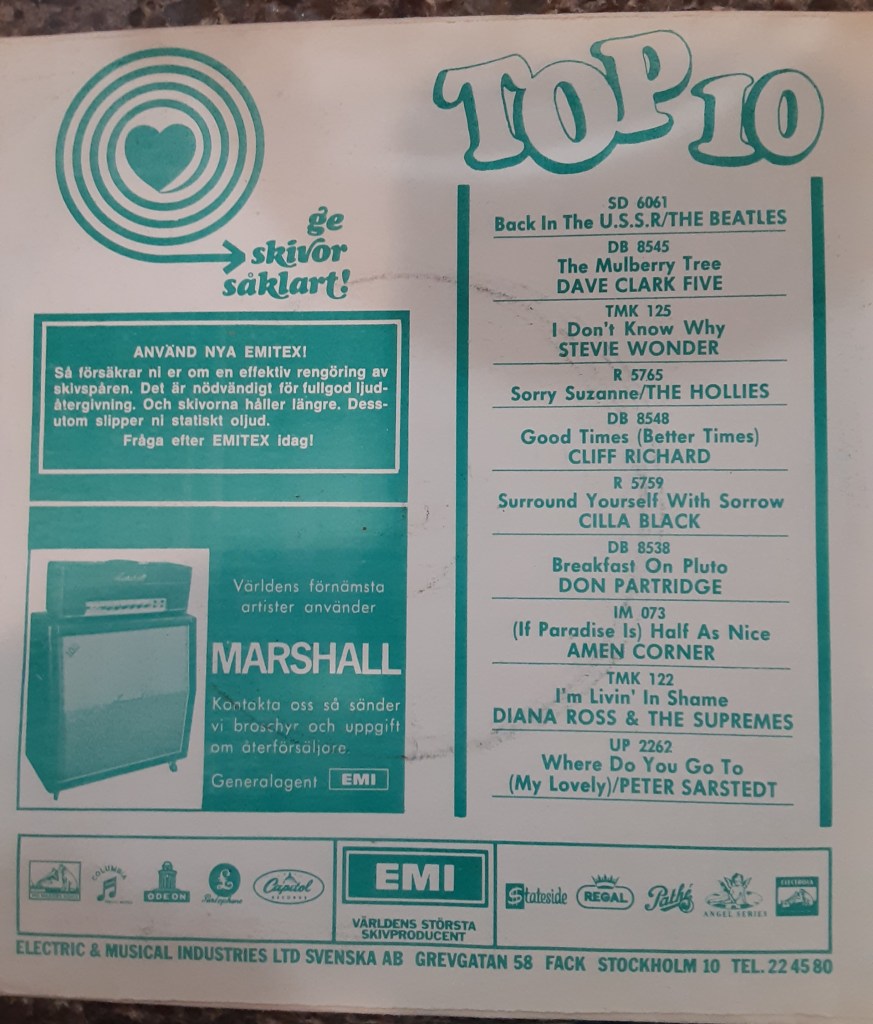 TOP 10
ge
skivor
såklart!
ANVÄND NYA EMITEX!
Så försäkrar ni er om en effektiv rengöring av
skivspåren. Det är nödvändigt för fullgod ljud-
återgivning. Och skivorna håller längre. Dess-
utom slipper ni statiskt oljud.
Fråga efter EMITEX idag!
Världens förnämsta
artister använder
MARSHALL
Kontakta oss så sänder
vi broschyr och uppgift
om återförsäljare.
Generalagent EMI
SD 6061
Back In The U.S.S.R/THE BEATLES
DB 8545
The Mulberry Tree
DAVE CLARK FIVE
TMK 125
I Don't Know Why
STEVIE WONDER
R 5765
Sorry Suzanne/THE HOLLIES
DB 8548
Good Times (Better Times)
CLIFF RICHARD
R 5759
Surround Yourself With Sorrow
CILLA BLACK
DB 8538
Breakfast On Pluto
DON PARTRIDGE
IM 073
(If Paradise Is) Half As Nice
AMEN CORNER
TMK 122
I'm Livin' In Shame
DIANA ROSS & THE SUPREMES
UP 2262
Where Do You Go To
(My Lovely)/PETER SARSTEDT
COLUMBIA
ODEON
Parlophone
Capitol
RECORDS
EMI
VÄRLDENS STÖRSTA
SKIVPRODUCENT
Stateside
REGAL
Pathé
ANGEL SERIES
ELECTROLA
ELECTRIC & MUSICAL INDUSTRIES LTD SVENSKA AB GREVGATAN 58 FACK STOCKHOLM 10 TEL. 22 45 80